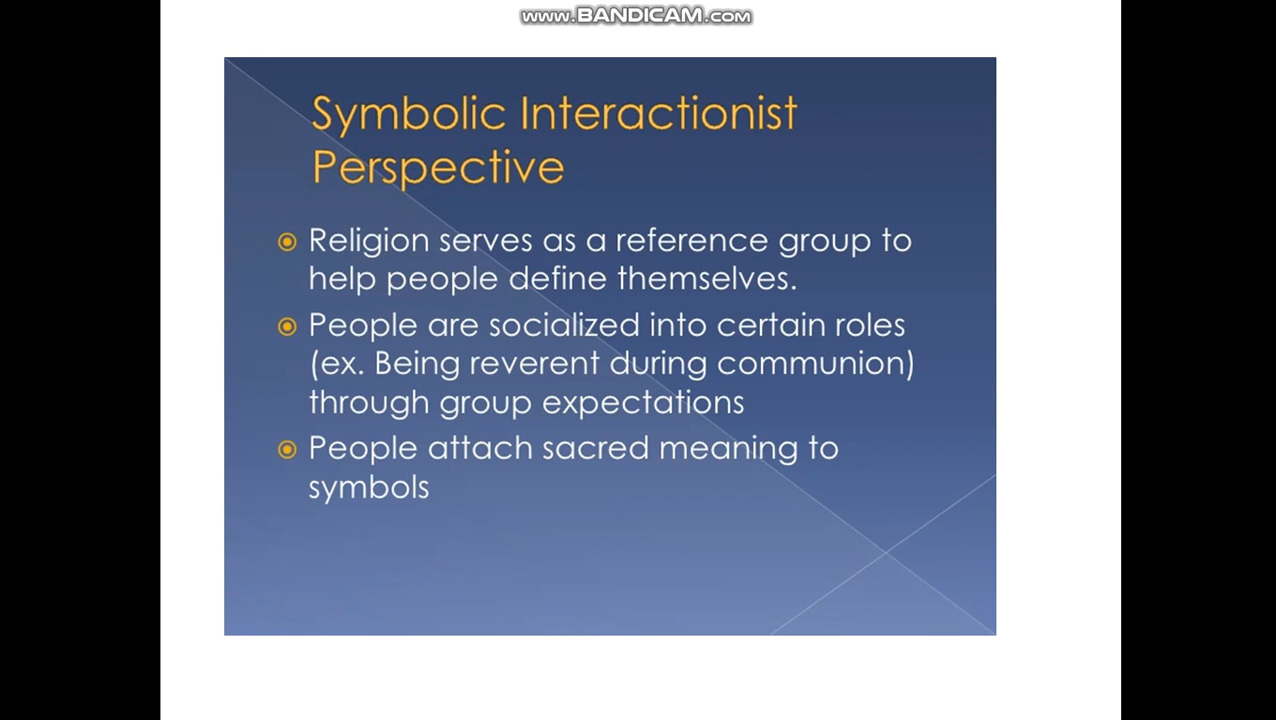 www.BANDICAM.com
Symbolic Interactionist
Perspective
Religion serves as a reference group to
help people define themselves.
People are socialized into certain roles
(ex. Being reverent during communion)
through group expectations
People attach sacred meaning to
symbols